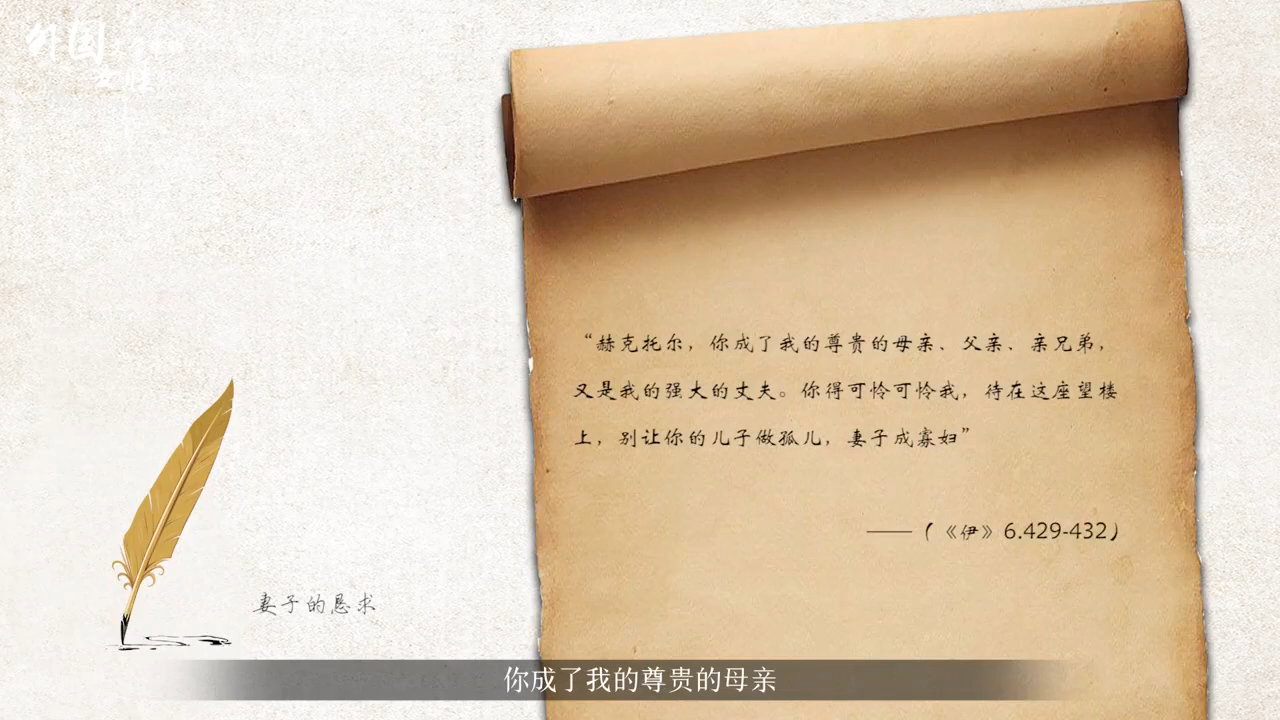 外国
“赫克托尔，你成了我的尊贵的母亲、父亲、亲兄弟，
又是我的强大的丈夫。你得可怜可怜我，待在这座望楼
上，别让你的儿子做孤儿，妻子成寡妇”
——（《伊》6.429-432）
妻子的恳求
你成了我的尊贵的母亲